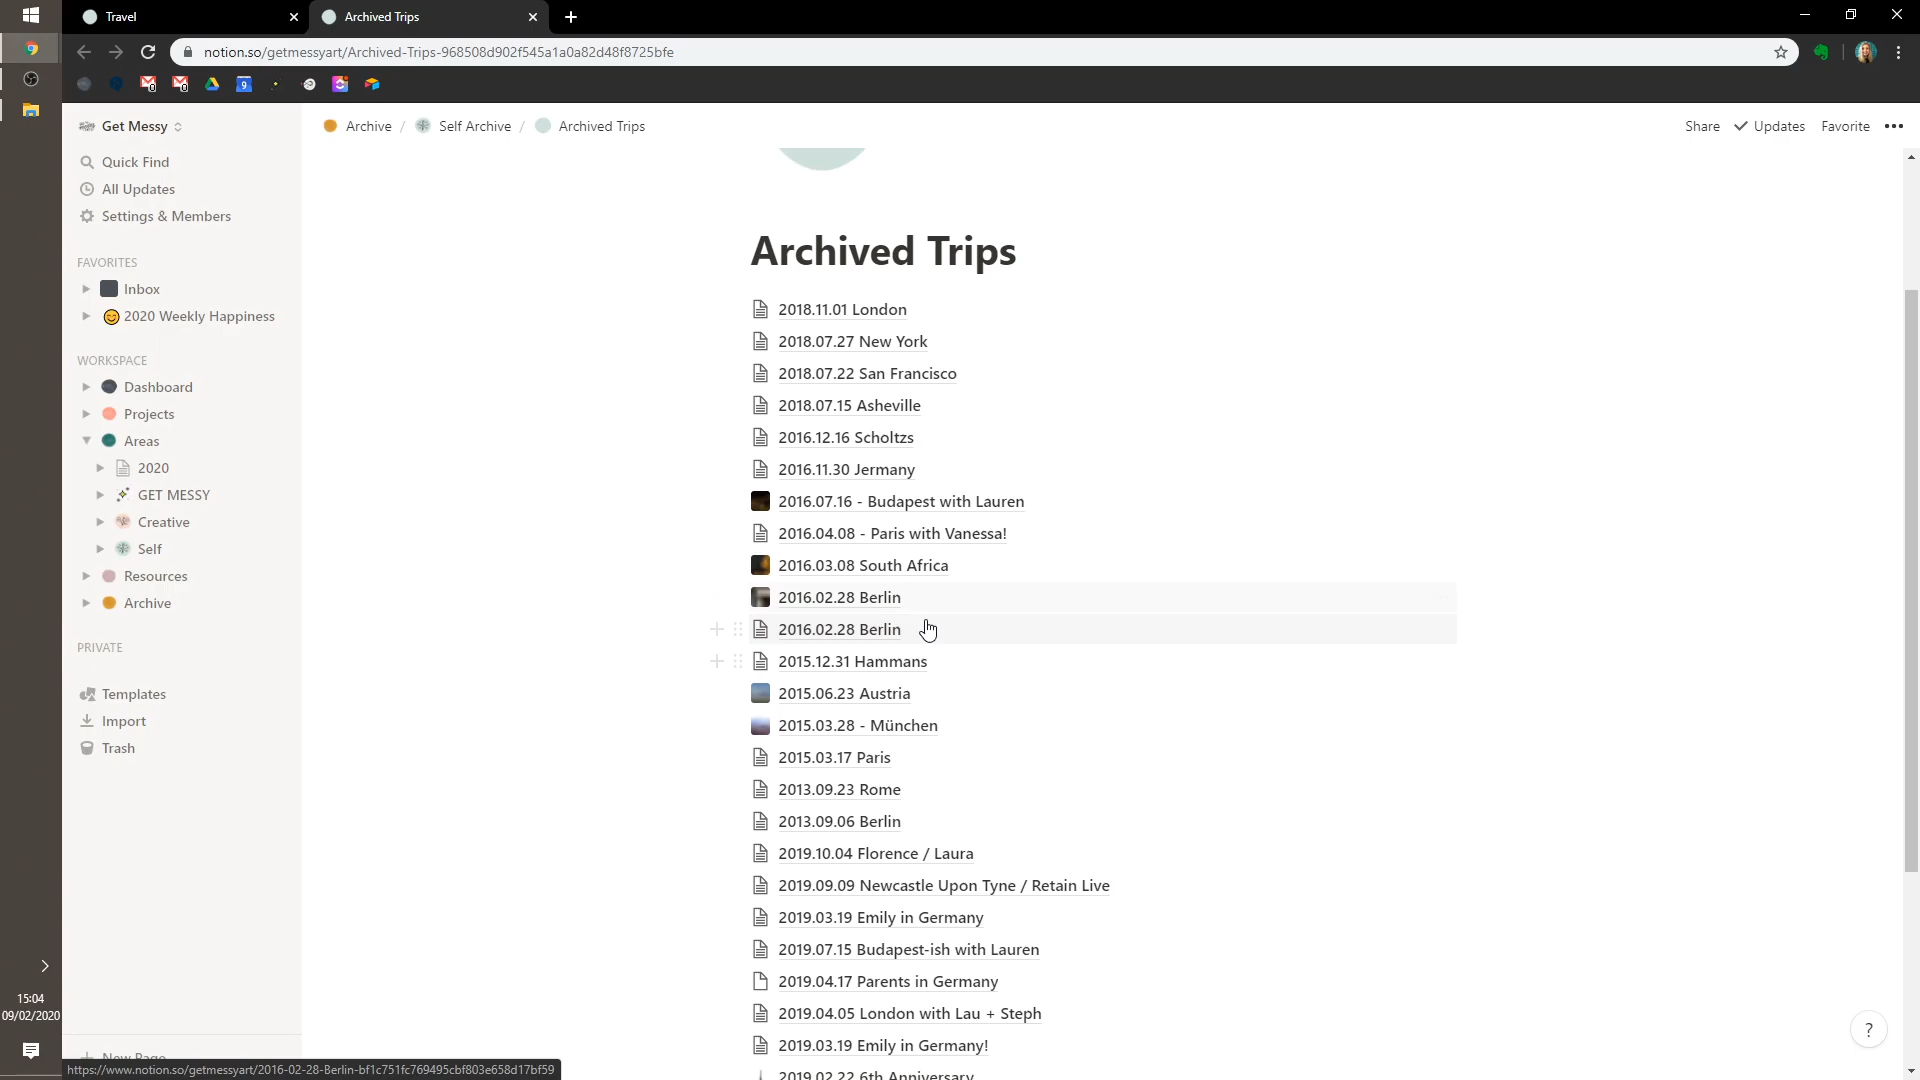 Travel
Archived Trips
notion.so/getmessyart/Archived-Trips-968508d902f545a1a0a82d48f8725bfe
Get Messy
Archive / Self Archive / Archived Trips
Share
Updates
Favorite
Quick Find
All Updates
Settings & Members
FAVORITES
Inbox
2020 Weekly Happiness
WORKSPACE
Dashboard
Projects
Areas
2020
GET MESSY
Creative
Self
Resources
Archive
PRIVATE
Templates
Import
Trash
New Page
Archived Trips
2018.11.01 London
2018.07.27 New York
2018.07.22 San Francisco
2018.07.15 Asheville
2016.12.16 Scholtzs
2016.11.30 Jermany
2016.07.16 - Budapest with Lauren
2016.04.08 - Paris with Vanessa!
2016.03.08 South Africa
2016.02.28 Berlin
2016.02.28 Berlin
2015.12.31 Hammans
2015.06.23 Austria
2015.03.28 - München
2015.03.17 Paris
2013.09.23 Rome
2013.09.06 Berlin
2019.10.04 Florence / Laura
2019.09.09 Newcastle Upon Tyne / Retain Live
2019.03.19 Emily in Germany
2019.07.15 Budapest-ish with Lauren
2019.04.17 Parents in Germany
2019.04.05 London with Lau + Steph
2019.03.19 Emily in Germany!
2019.02.22 6th Anniversary
?
15:04
09/02/2020
https://www.notion.so/getmessyart/2016-02-28-Berlin-bf1c751fc769495cbf803e658d17bf59